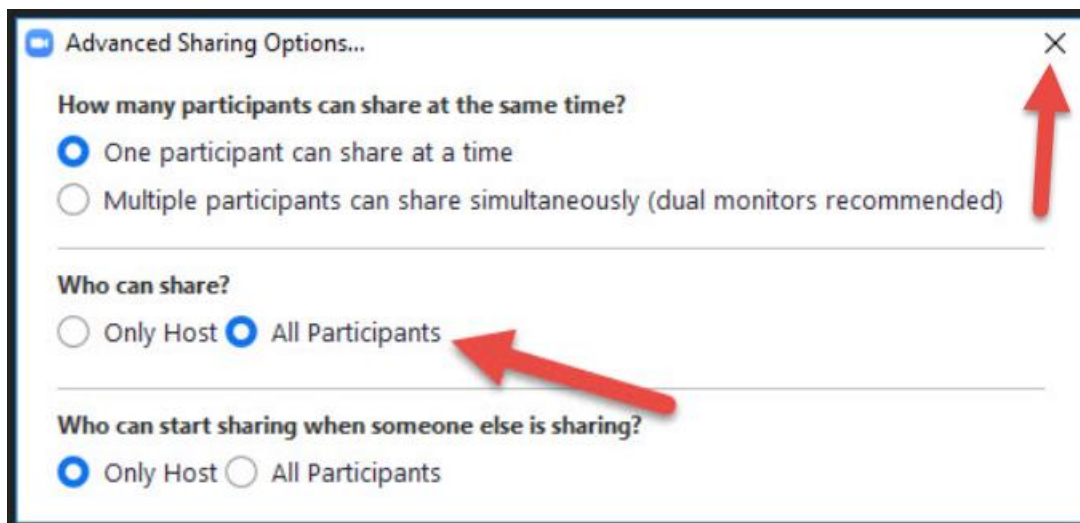 Advanced Sharing Options...
How many participants can share at the same time?
One participant can share at a time
Multiple participants can share simultaneously (dual monitors recommended)
Who can share?
Only Host All Participants
Who can start sharing when someone else is sharing?
Only Host All Participants